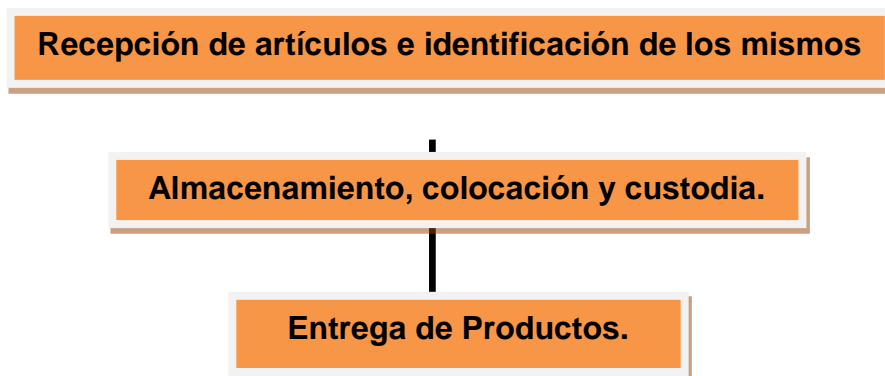 Recepción de artículos e identificación de los mismos
Almacenamiento, colocación y custodia.
Entrega de Productos.